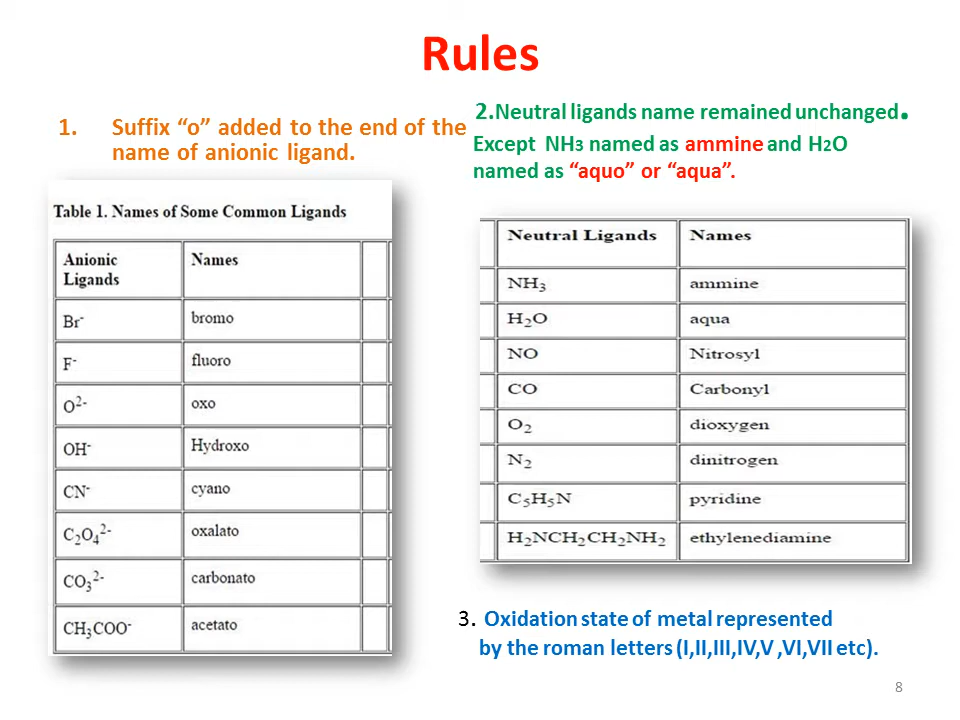 Rules
1. Suffix “o” added to the end of the
name of anionic ligand.
2.Neutral ligands name remained unchanged.
Except NH3 named as ammine and H2O
named as “aquo” or “aqua”.
Table 1. Names of Some Common Ligands
Anionic Ligands Names
Br- bromo
F- fluoro
O2- oxo
OH- Hydroxo
CN- cyano
C2O42- oxalato
CO32- carbonato
CH3COO- acetato
Neutral Ligands Names
NH3 ammine
H2O aqua
NO Nitrosyl
CO Carbonyl
O2 dioxygen
N2 dinitrogen
C5H5N pyridine
H2NCH2CH2NH2 ethylenediamine
3. Oxidation state of metal represented
by the roman letters (I,II,III,IV,V ,VI,VII etc).
8